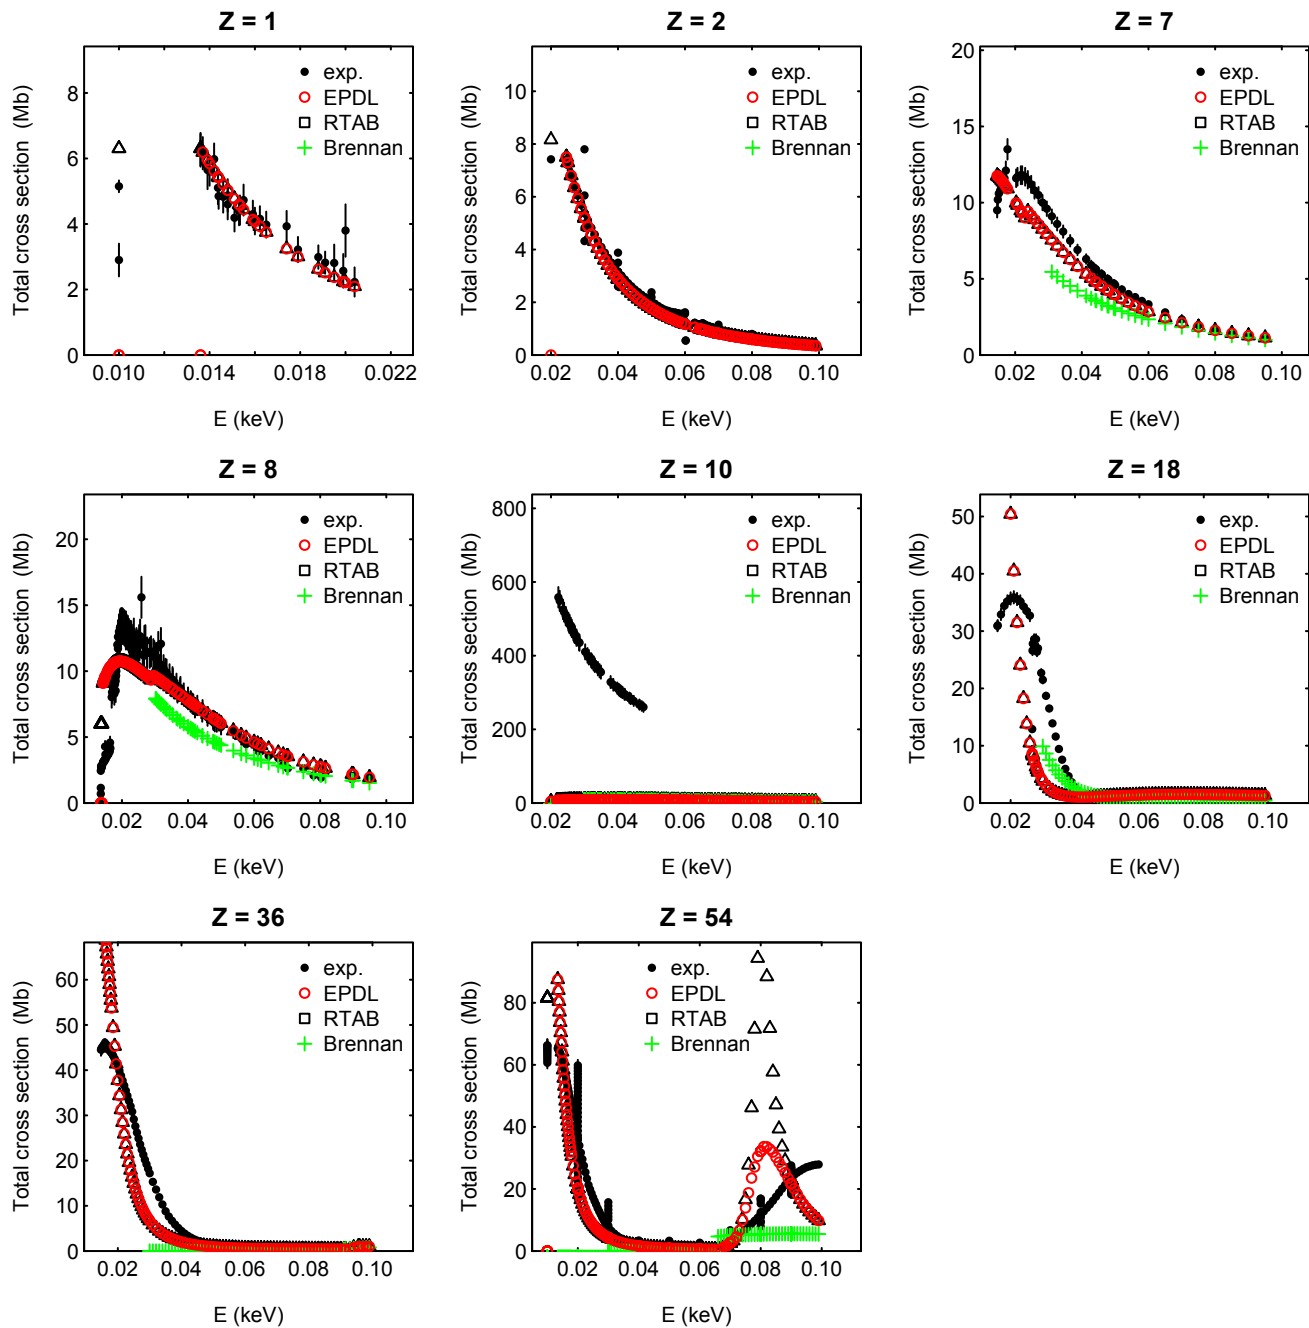 Z = 1
Total cross section (Mb)
8
6
4
2
0
exp.
EPDL
RTAB
Brennan
0.010
0.014
0.018
0.022
E (keV)
Z = 2
Total cross section (Mb)
10
8
6
4
2
0
exp.
EPDL
RTAB
Brennan
0.02
0.04
0.06
0.08
0.10
E (keV)
Z = 7
Total cross section (Mb)
20
15
10
5
0
exp.
EPDL
RTAB
Brennan
0.02
0.04
0.06
0.08
0.10
E (keV)
Z = 8
Total cross section (Mb)
20
15
10
5
0
exp.
EPDL
RTAB
Brennan
0.02
0.04
0.06
0.08
0.10
E (keV)
Z = 10
Total cross section (Mb)
800
600
400
200
0
exp.
EPDL
RTAB
Brennan
0.02
0.04
0.06
0.08
0.10
E (keV)
Z = 18
Total cross section (Mb)
50
40
30
20
10
0
exp.
EPDL
RTAB
Brennan
0.02
0.04
0.06
0.08
0.10
E (keV)
Z = 36
Total cross section (Mb)
60
50
40
30
20
10
0
exp.
EPDL
RTAB
Brennan
0.02
0.04
0.06
0.08
0.10
E (keV)
Z = 54
Total cross section (Mb)
80
60
40
20
0
exp.
EPDL
RTAB
Brennan
0.02
0.04
0.06
0.08
0.10
E (keV)